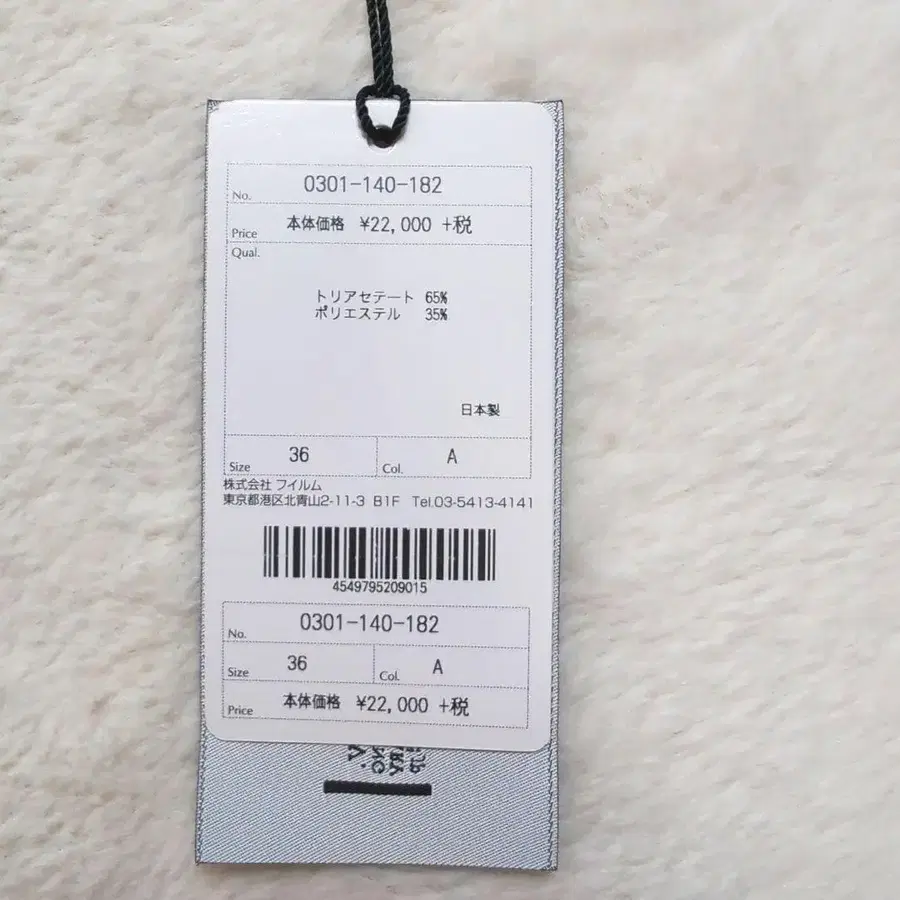 No. 0301-140-182
Price 本体価格 ¥22,000 +税
Qual.
トリアセテート 65%
ポリエステル 35%
日本製
Size 36 Col. A
株式会社 フイルム
東京都港区北青山2-11-3 B1F Tel.03-5413-4141
4549795209015
No. 0301-140-182
Size 36 Col. A
Price 本体価格 ¥22,000 +税